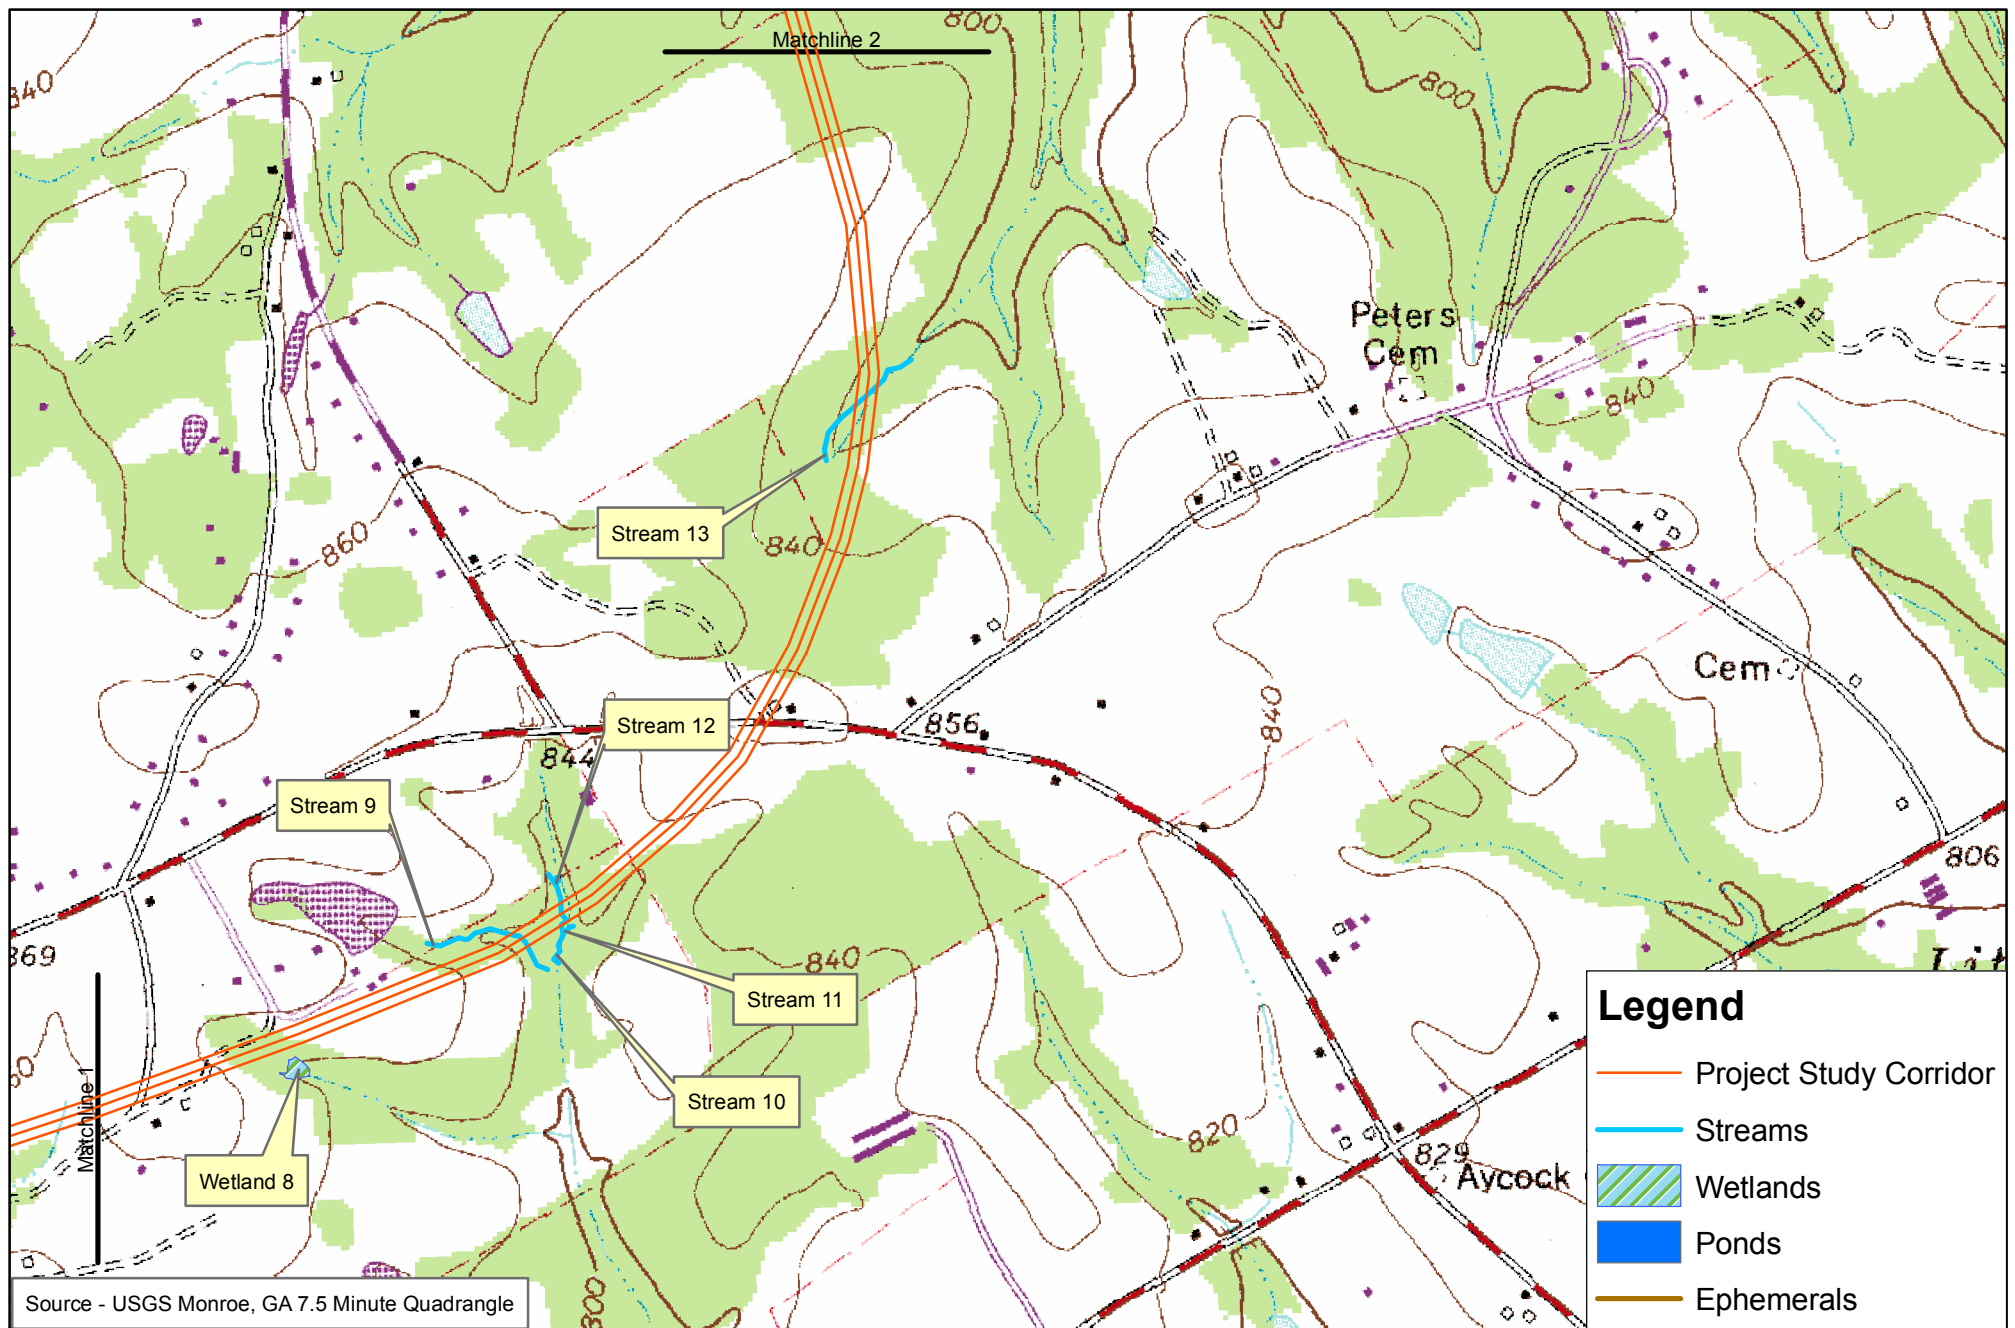 800
Matchline 2
840
800
Peters
Cem
840
Stream 13
840
860
Cem
Stream 12
856
840
844
Stream 9
806
840
869
Stream 11
Legend
Project Study Corridor
Matchline 1
Stream 10
Streams
820
829
Aycock
Wetland 8
Wetlands
Ponds
800
Source - USGS Monroe, GA 7.5 Minute Quadrangle
Ephemerals